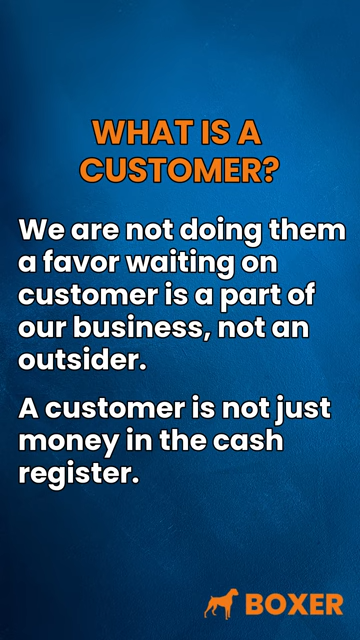 WHAT IS A
CUSTOMER?
We are not doing them
a favor waiting on
customer is a part of
our business, not an
outsider.
A customer is not just
money in the cash
register.
BOXER